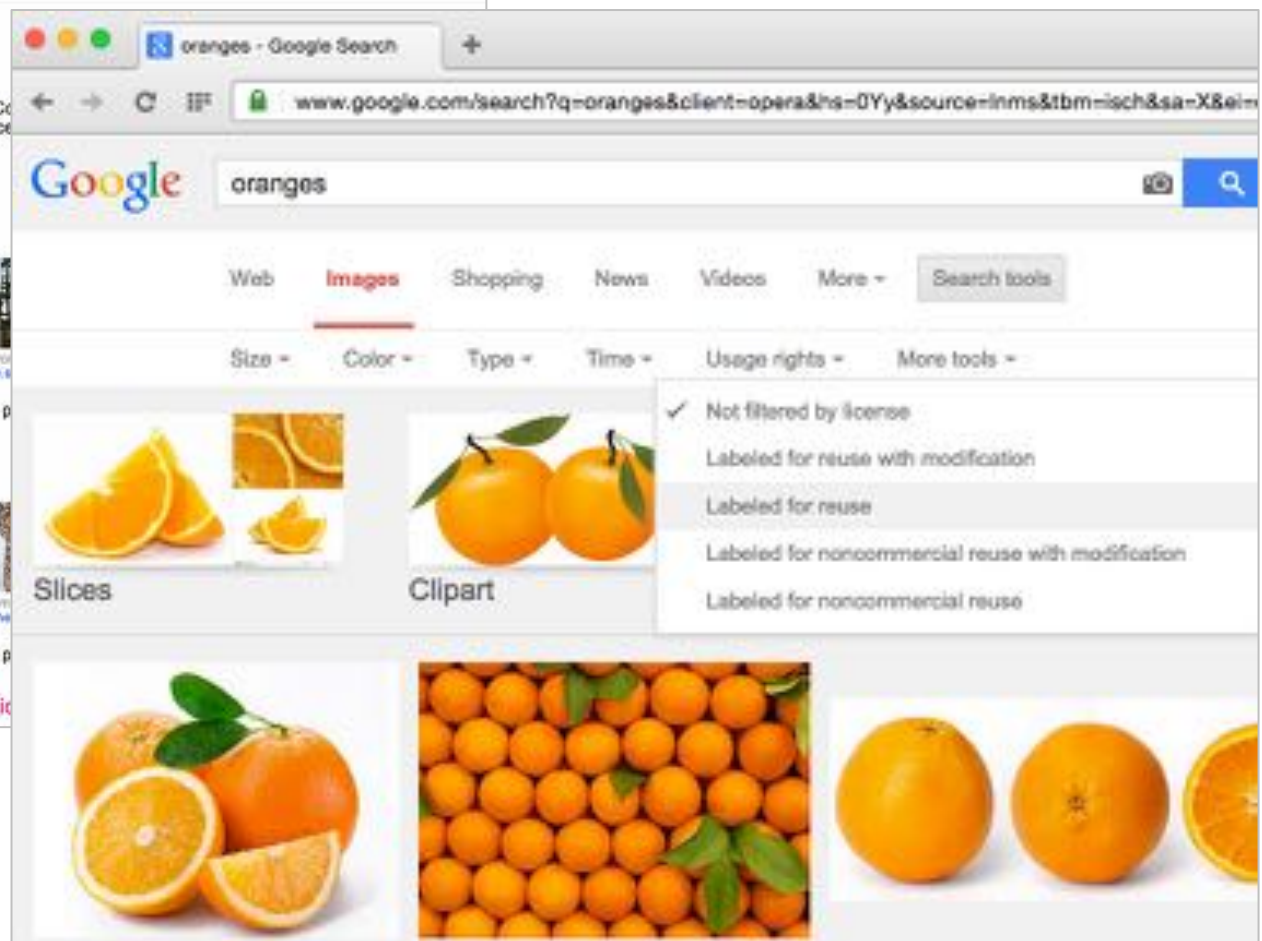 oranges - Google Search
www.google.com/search?q=oranges&client=opera&hs=0Yy&source=lnms&tbm=isch&sa=X&ei=
Google oranges
Web Images Shopping News Videos More Search tools
Size Color Type Time Usage rights More tools
Not filtered by license
Labeled for reuse with modification
Labeled for reuse
Labeled for noncommercial reuse with modification
Labeled for noncommercial reuse
Slices
Clipart